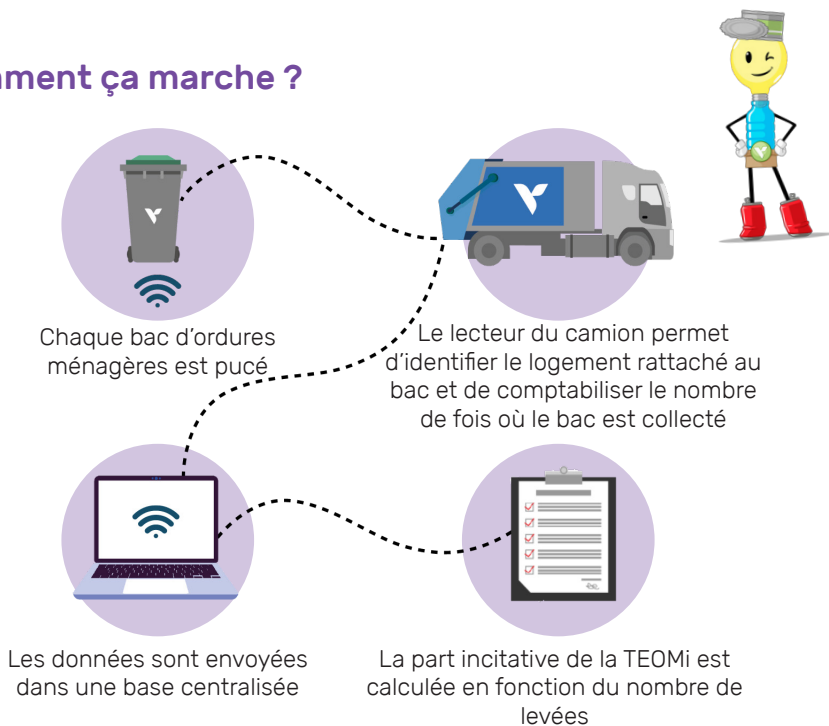 mment ça marche ?
Chaque bac d'ordures
ménagères est pucé
Le lecteur du camion permet
d'identifier le logement rattaché au
bac et de comptabiliser le nombre
de fois où le bac est collecté
Les données sont envoyées
dans une base centralisée
La part incitative de la TEOMi est
calculée en fonction du nombre de
levées